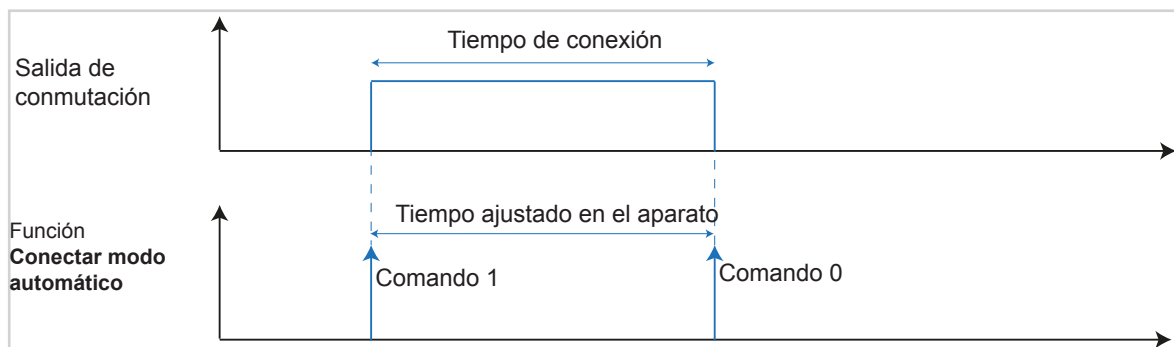 Tiempo de conexión
Salida de
conmutación
Tiempo ajustado en el aparato
Función
Conectar modo
automático
Comando 1
Comando 0